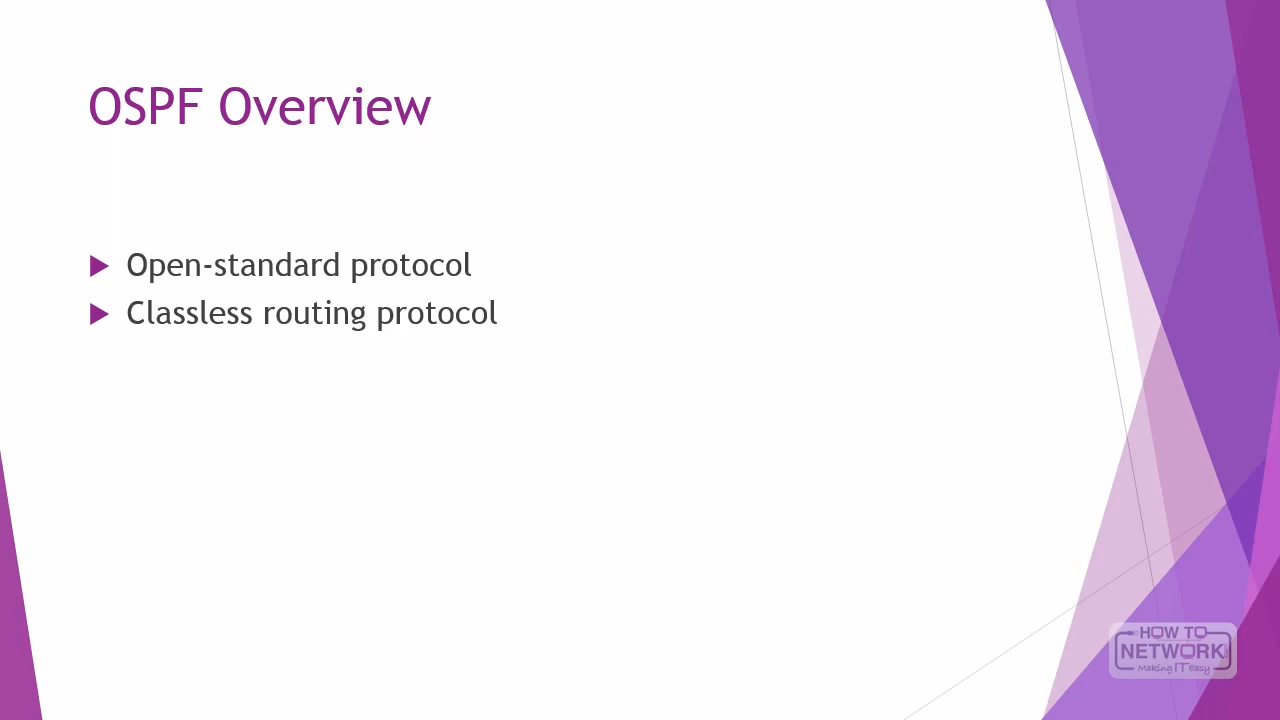 OSPF Overview
Open-standard protocol
Classless routing protocol
HOW TO
NETWORK
Making IT Easy